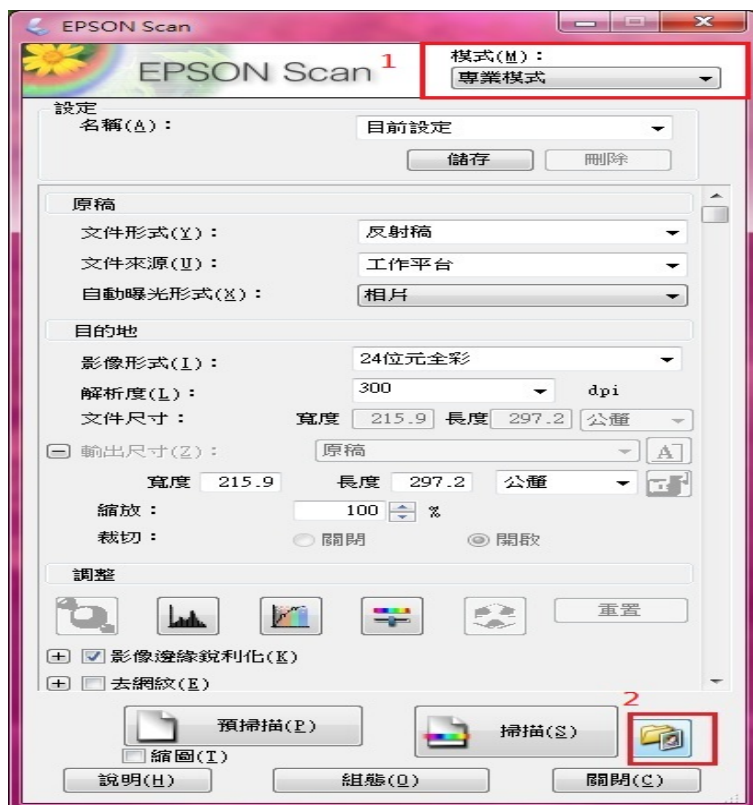 EPSON Scan
EPSON Scan
1
模式(M):
專業模式
設定
名稱(A):
目前設定
儲存
刪除
原稿
文件形式(Y):
反射稿
文件來源(U):
工作平台
自動曝光形式(X):
相片
目的地
影像形式(I):
24位元全彩
解析度(L):
300
dpi
文件尺寸:
寬度 215.9 長度 297.2 公釐
輸出尺寸(Z):
原稿
寬度 215.9 長度 297.2 公釐
縮放:
100 %
裁切:
關閉
開啟
調整
重置
影像邊緣銳利化(K)
去網紋(E)
2
預掃描(P)
掃描(S)
縮圖(T)
說明(H)
組態(O)
關閉(C)